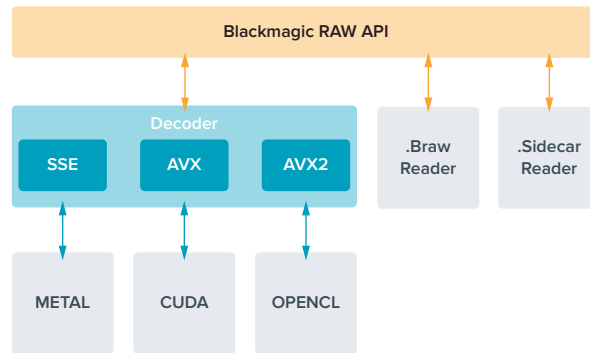 Blackmagic RAW API
Decoder
SSE
AVX
AVX2
.Braw
Reader
.Sidecar
Reader
METAL
CUDA
OPENCL